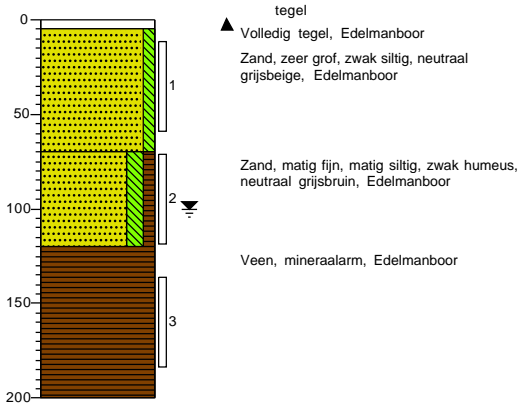 tegel
0
Volledig tegel, Edelmanboor
Zand, zeer grof, zwak siltig, neutraal
grijsbeige, Edelmanboor
1
50
Zand, matig fijn, matig siltig, zwak humeus,
neutraal grijsbruin, Edelmanboor
2
100
Veen, mineraalarm, Edelmanboor
150
3
200